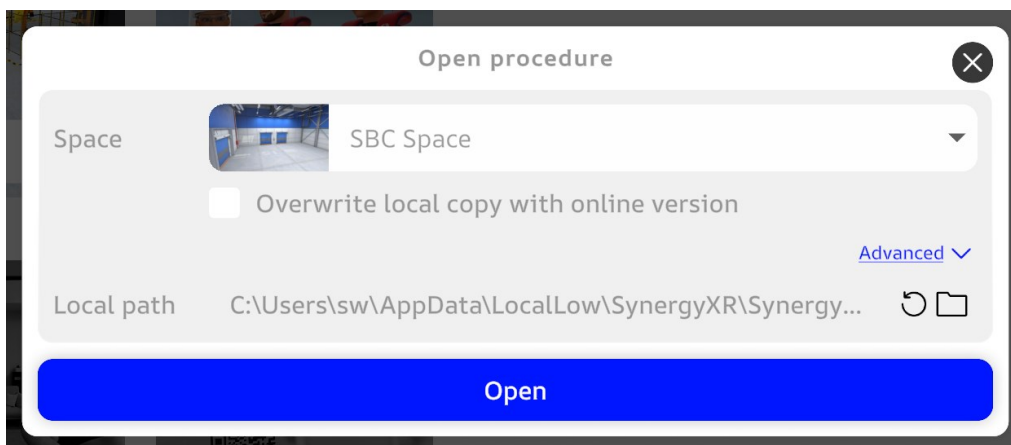 Open procedure
Space
SBC Space
Overwrite local copy with online version
Advanced
Local path
C:\Users\sw\AppData\LocalLow\SynergyXR\Synergy...
Open